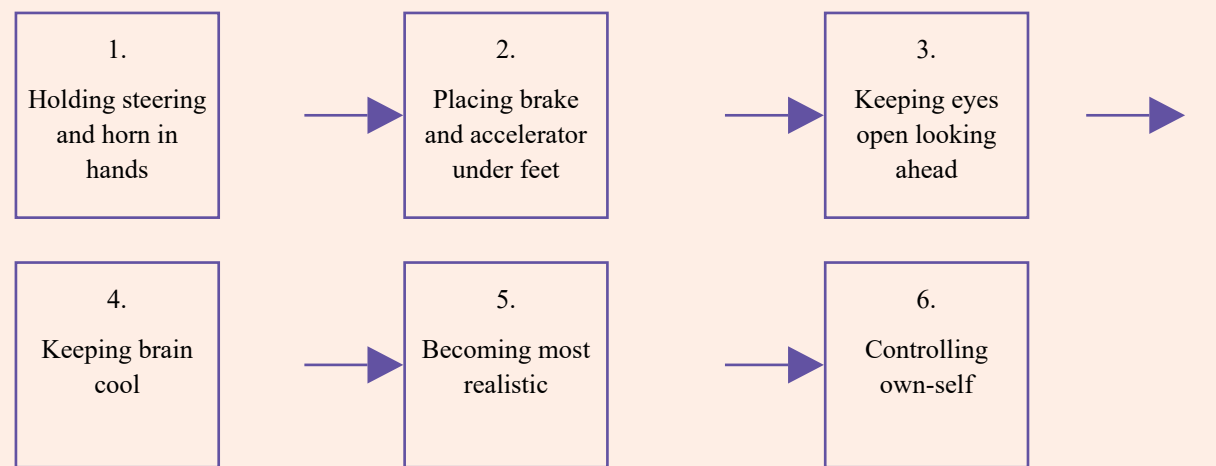 1.
Holding steering
and horn in
hands
2.
Placing brake
and accelerator
under feet
3.
Keeping eyes
open looking
ahead
4.
Keeping brain
cool
5.
Becoming most
realistic
6.
Controlling
own-self